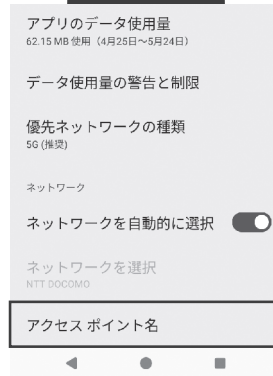 アプリのデータ使用量
62.15 MB 使用（4月25日～5月24日）
データ使用量の警告と制限
優先ネットワークの種類
5G (推奨)
ネットワーク
ネットワークを自動的に選択
ネットワークを選択
NTT DOCOMO
アクセス ポイント名